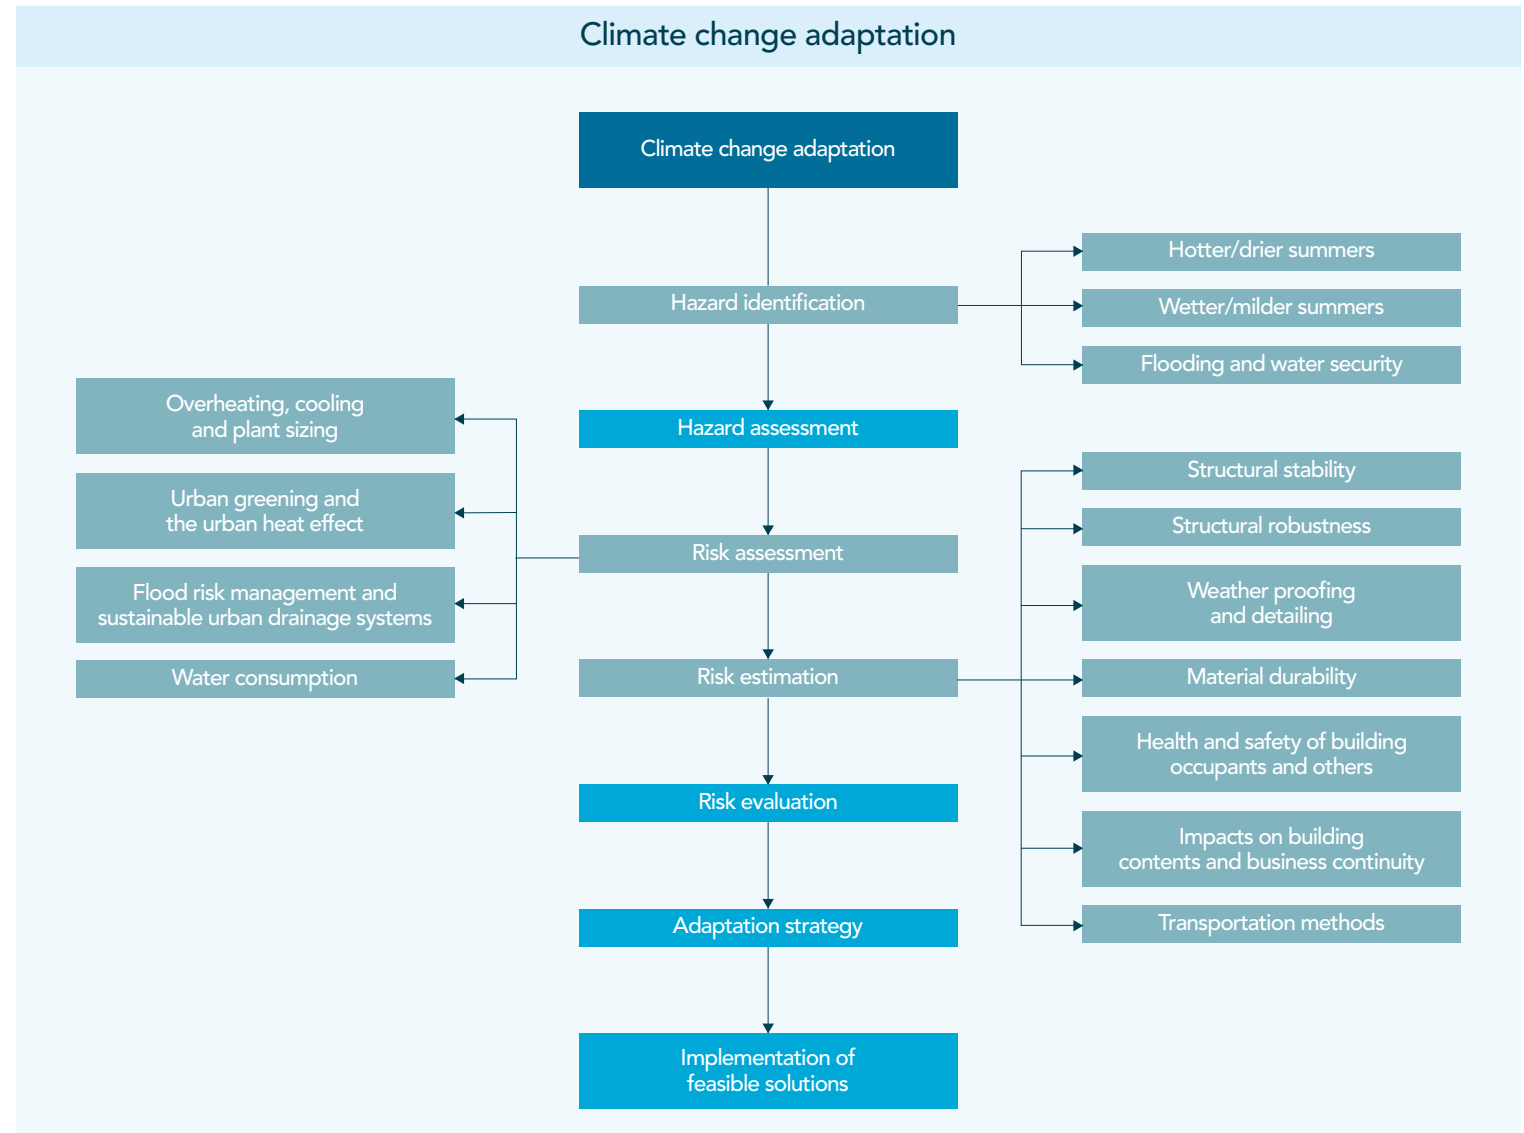 Climate change adaptation
Climate change adaptation
Hazard identification
Hotter/drier summers
Wetter/milder summers
Flooding and water security
Hazard assessment
Risk assessment
Overheating, cooling
and plant sizing
Urban greening and
the urban heat effect
Flood risk management and
sustainable urban drainage systems
Water consumption
Risk estimation
Structural stability
Structural robustness
Weather proofing
and detailing
Material durability
Health and safety of building
occupants and others
Impacts on building
contents and business continuity
Transportation methods
Risk evaluation
Adaptation strategy
Implementation of
feasible solutions